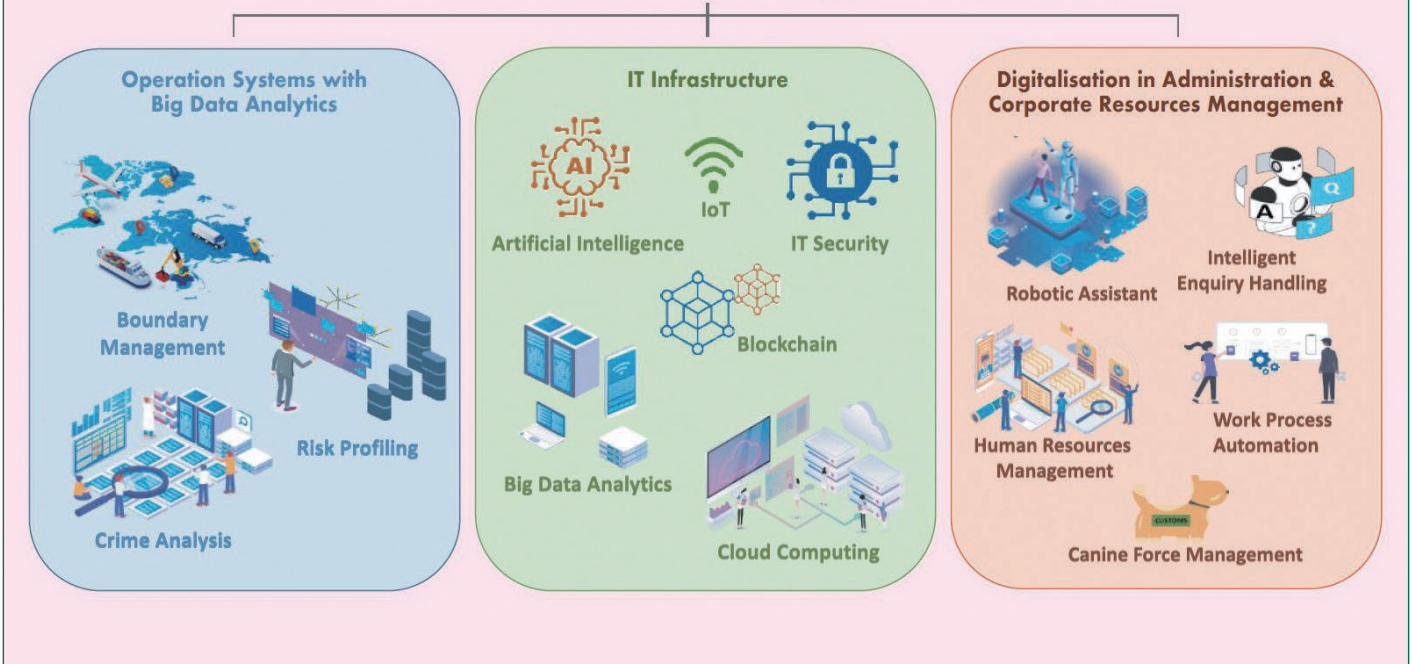 Operation Systems with
Big Data Analytics
Boundary
Management
Risk Profiling
Crime Analysis
IT Infrastructure
AI
Artificial Intelligence
IoT
IT Security
Blockchain
Big Data Analytics
Cloud Computing
Digitalisation in Administration &
Corporate Resources Management
Robotic Assistant
Q
A
?
Intelligent
Enquiry Handling
Human Resources
Management
Work Process
Automation
CUSTOMS
Canine Force Management